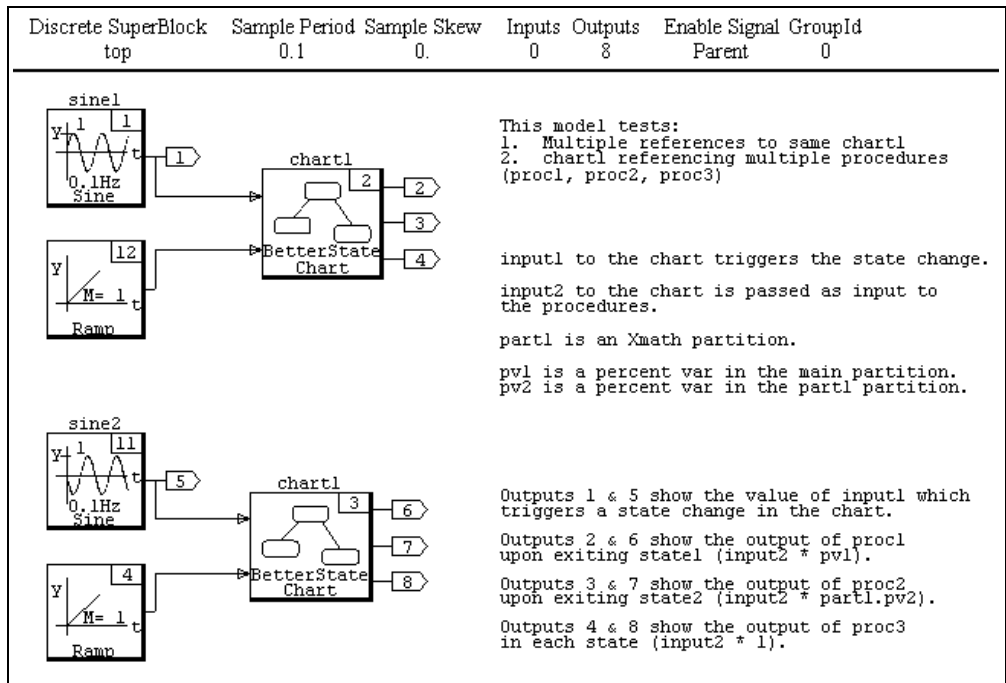 Discrete SuperBlock Sample Period Sample Skew Inputs Outputs Enable Signal GroupId
top 0.1 0. 0 8 Parent 0
sine1
1
y 1
t
0.1Hz
Sine
1
chart1
2
BetterState
Chart
2
3
4
12
y
M= 1
t
Ramp
This model tests:
1. Multiple references to same chart1
2. chart1 referencing multiple procedures
(proc1, proc2, proc3)
input1 to the chart triggers the state change.
input2 to the chart is passed as input to
the procedures.
part1 is an Xmath partition.
pv1 is a percent var in the main partition.
pv2 is a percent var in the part1 partition.
sine2
11
y 1
t
0.1Hz
Sine
5
chart1
3
BetterState
Chart
6
7
8
4
y
M= 1
t
Ramp
Outputs 1 & 5 show the value of input1 which
triggers a state change in the chart.
Outputs 2 & 6 show the output of proc1
upon exiting state1 (input2 * pv1).
Outputs 3 & 7 show the output of proc2
upon exiting state2 (input2 * part1.pv2).
Outputs 4 & 8 show the output of proc3
in each state (input2 * 1).